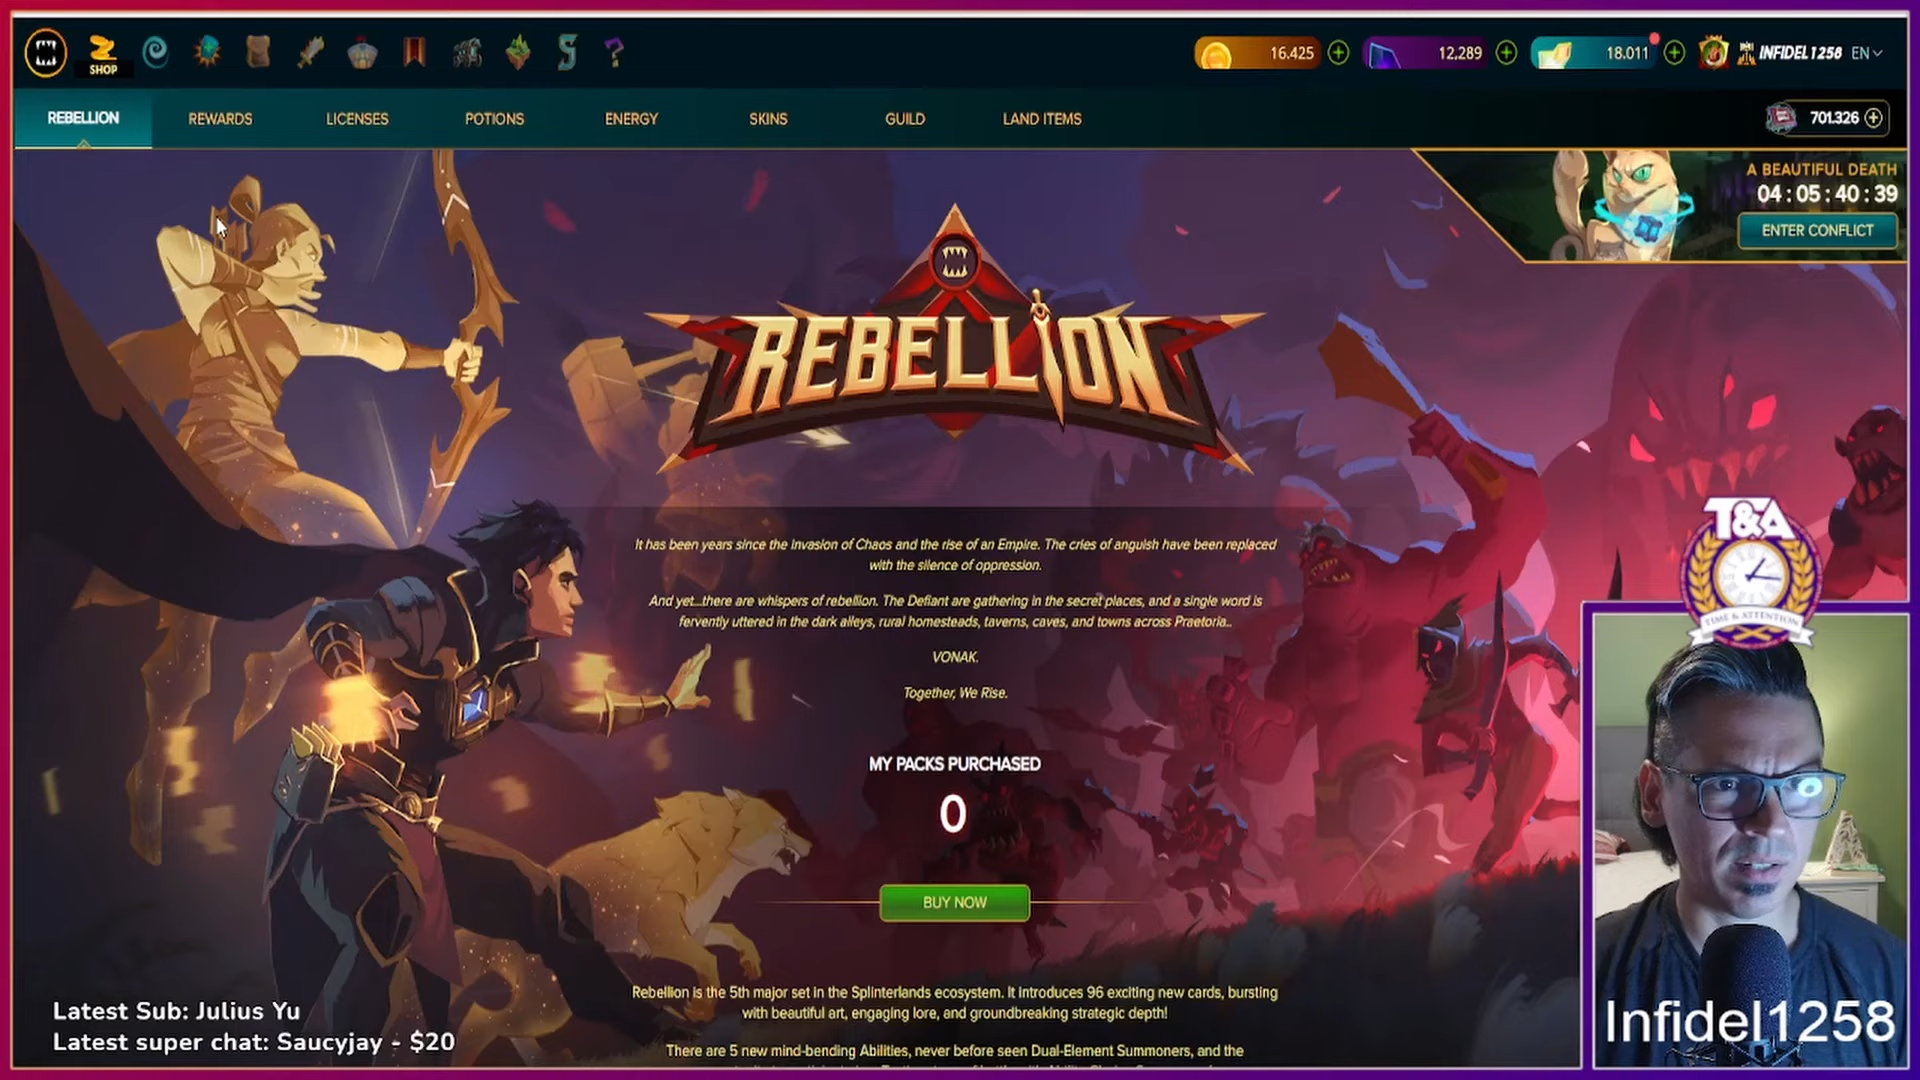 SHOP
16.425
12,289
18.011
INFIDEL1258
EN
REBELLION
REWARDS
LICENSES
POTIONS
ENERGY
SKINS
GUILD
LAND ITEMS
701.326
A BEAUTIFUL DEATH
04:05:40:39
ENTER CONFLICT
REBELLION
It has been years since the invasion of Chaos and the rise of an Empire. The cries of anguish have been replaced
with the silence of oppression.
And yet...there are whispers of rebellion. The Defiant are gathering in the secret places, and a single word is
fervently uttered in the dark alleys, rural homesteads, taverns, caves, and towns across Praetoria..
VONAK.
Together, We Rise.
MY PACKS PURCHASED
0
BUY NOW
Rebellion is the 5th major set in the Splinterlands ecosystem. It introduces 96 exciting new cards, bursting
with beautiful art, engaging lore, and groundbreaking strategic depth!
There are 5 new mind-bending Abilities, never before seen Dual-Element Summoners, and the
T&A
TIME & ATTENTION
Latest Sub: Julius Yu
Latest super chat: Saucyjay - $20
Infidel1258